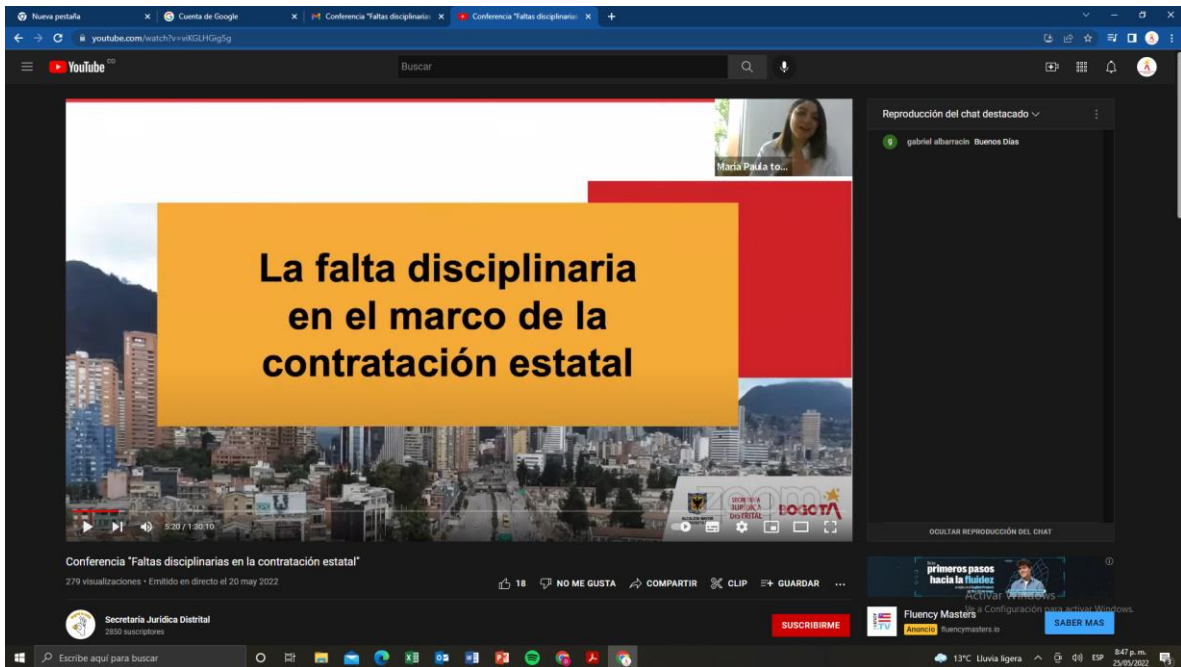 Nueva pestaña
Cuenta de Google
Conferencia "Faltas disciplinarias
Conferencia "Faltas disciplinarias
youtube.com/watch?v=viKGLHGig5g
YouTube CO
Buscar
Maria Paula to...
La falta disciplinaria
en el marco de la
contratación estatal
zoom
SECRETARÍA
JURÍDICA
DISTRITAL
BOGOTÁ
5:20 / 1:30:10
Reproducción del chat destacado
g
gabriel albarracin Buenos Días
OCULTAR REPRODUCCIÓN DEL CHAT
Conferencia "Faltas disciplinarias en la contratación estatal"
279 visualizaciones • Emitido en directo el 20 may 2022
18 NO ME GUSTA COMPARTIR CLIP GUARDAR ...
Secretaria Jurídica Distrital
2850 suscriptores
SUSCRIBIRME
primeros pasos
hacia la fluidez
Activar Windows
Ve a Configuración para activar Windows.
Fluency Masters
Anuncio fluencymasters.io
SABER MAS
Escribe aquí para buscar
13°C Lluvia ligera
ESP
8:47 p. m.
25/05/2022